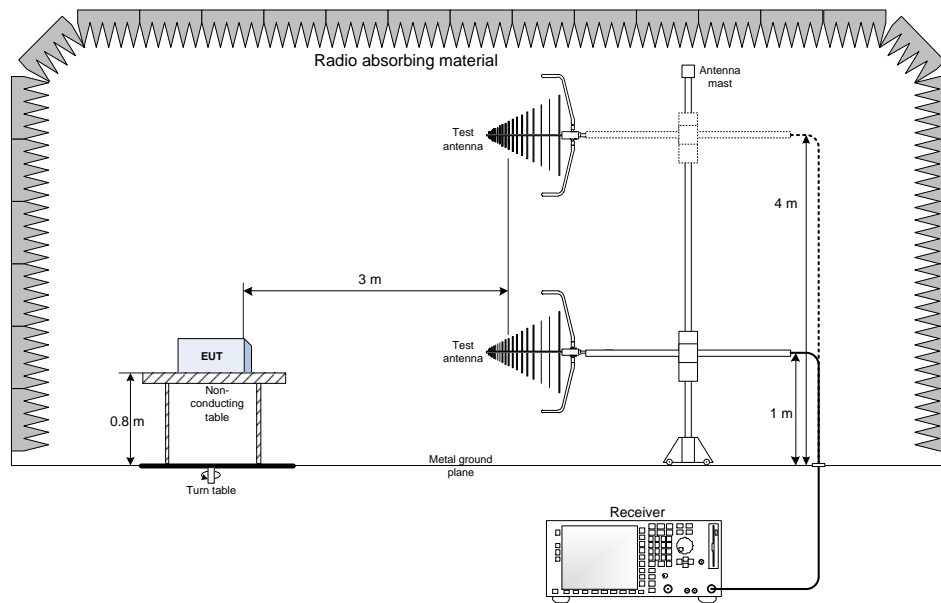 Radio absorbing material
Antenna
mast
Test
antenna
4 m
3 m
Test
antenna
EUT
Non-
conducting
table
0.8 m
1 m
Metal ground
plane
Turn table
Receiver